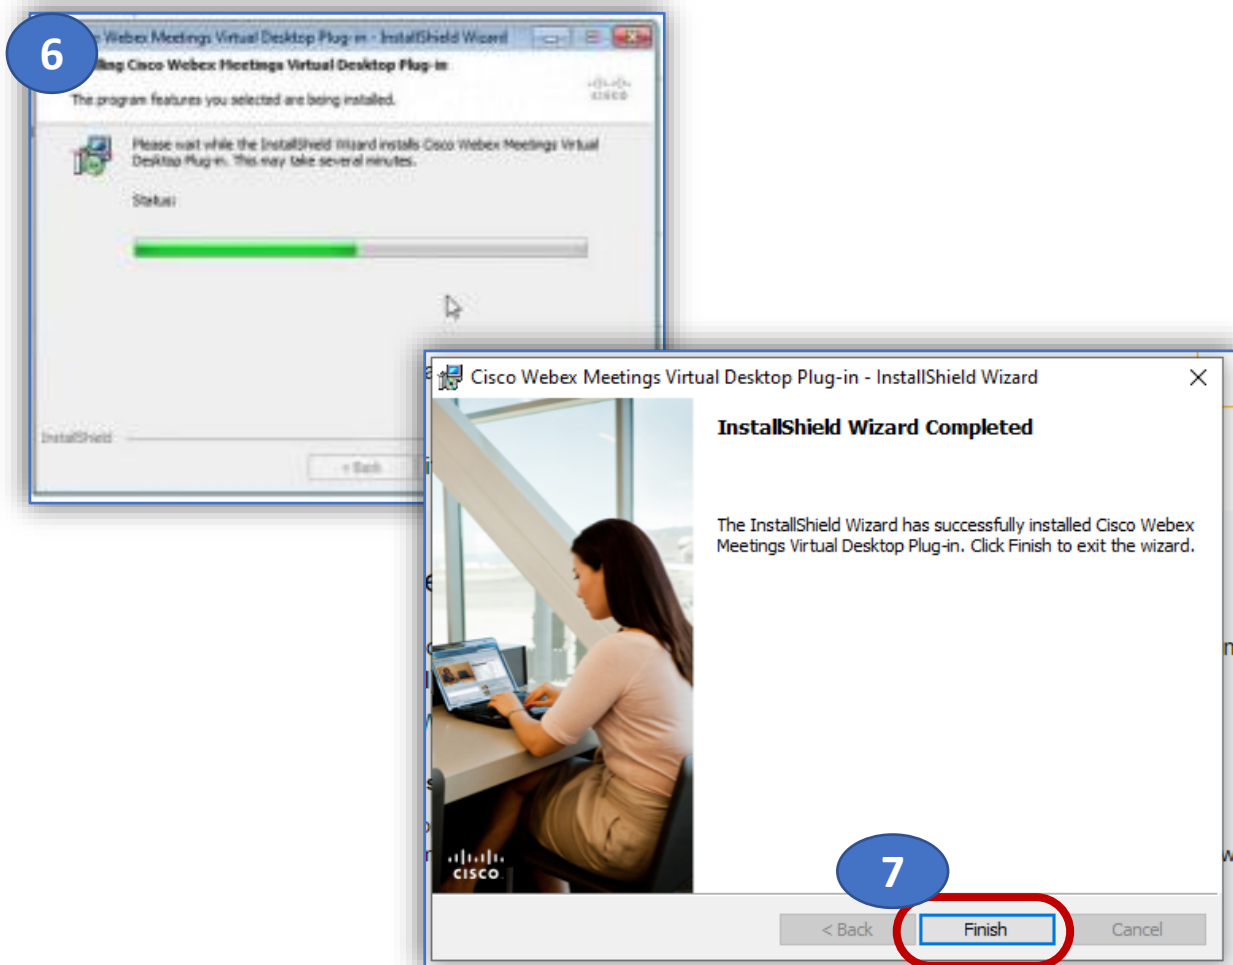 6
Webex Meetings Virtual Desktop Plug-in - InstallShield Wizard
Cisco Webex Meetings Virtual Desktop Plug-in
The program features you selected are being installed.
CISCO
Please wait while the InstallShield Wizard installs Cisco Webex Meetings Virtual
Desktop Plug-in. This may take several minutes.
Status:
InstallShield
< Back
Cisco Webex Meetings Virtual Desktop Plug-in - InstallShield Wizard
InstallShield Wizard Completed
The InstallShield Wizard has successfully installed Cisco Webex
Meetings Virtual Desktop Plug-in. Click Finish to exit the wizard.
CISCO
7
< Back
Finish
Cancel